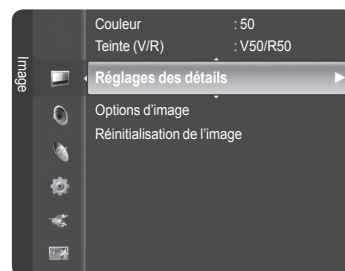 Image
Couleur : 50
Teinte (V/R) : V50/R50
Réglages des détails
Options d'image
Réinitialisation de l'image